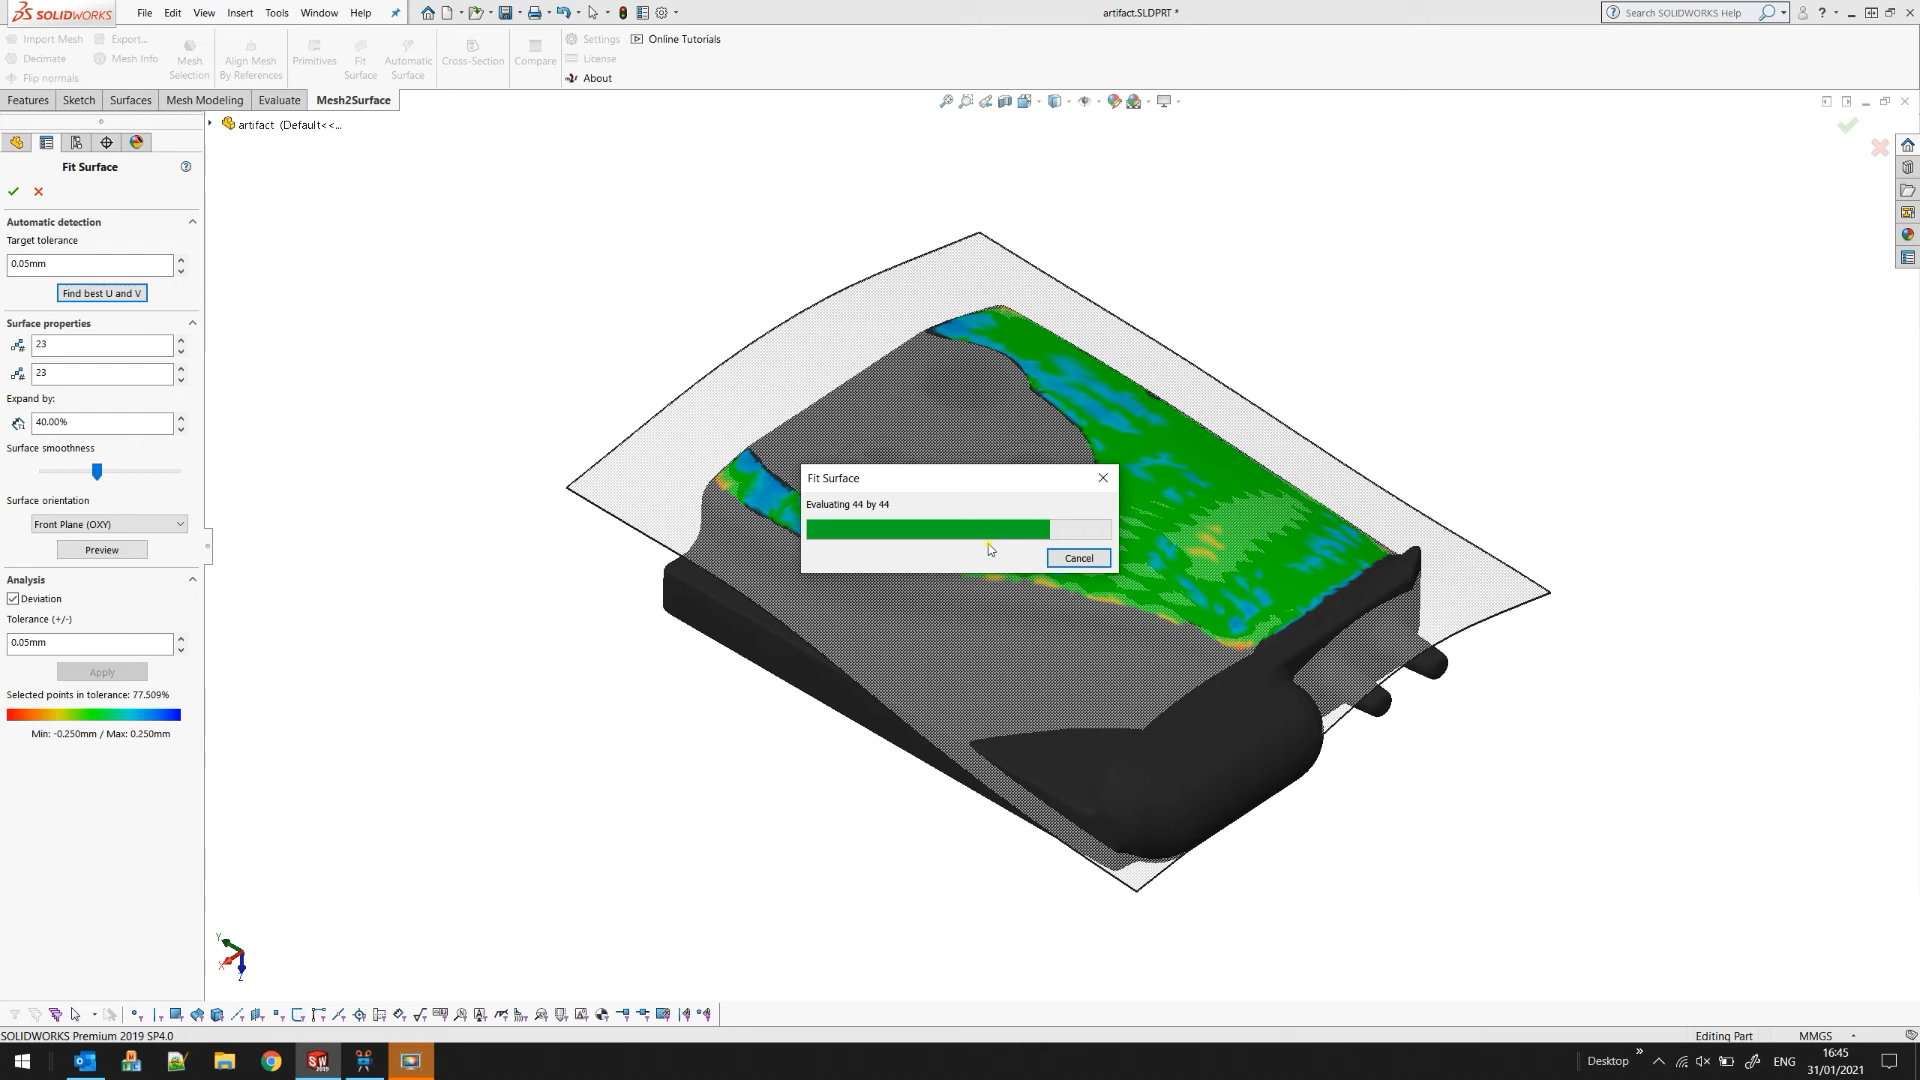 SOLIDWORKS File Edit View Insert Tools Window Help artifact.SLDPRT * Search SOLIDWORKS Help
Import Mesh Export... Settings Online Tutorials
Decimate Mesh Info License
Flip normals About
Mesh Selection Align Mesh By References Primitives Fit Surface Automatic Surface Cross-Section Compare
Features Sketch Surfaces Mesh Modeling Evaluate Mesh2Surface
artifact (Default<<...
Fit Surface
Automatic detection
Target tolerance
0.05mm
Find best U and V
Surface properties
23
23
Expand by:
40.00%
Surface smoothness
Surface orientation
Front Plane (OXY)
Preview
Analysis
Deviation
Tolerance (+/-)
0.05mm
Apply
Selected points in tolerance: 77.509%
Min: -0.250mm / Max: 0.250mm
Fit Surface
Evaluating 44 by 44
Cancel
Y
X
Z
SOLIDWORKS Premium 2019 SP4.0 Editing Part MMGS
Desktop ENG 16:45
31/01/2021